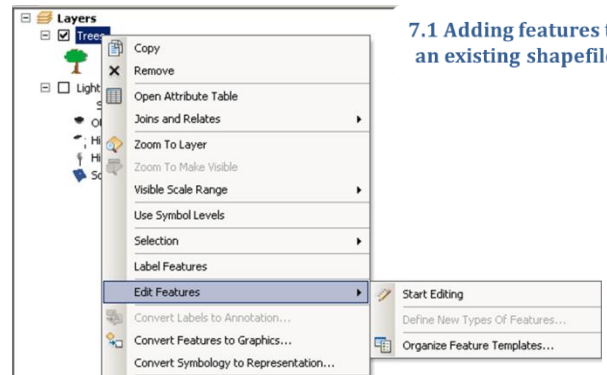 Layers
Trees
Light
7.1 Adding features
an existing shapefile
Copy
Remove
Open Attribute Table
Joins and Relates
Zoom To Layer
Zoom To Make Visible
Visible Scale Range
Use Symbol Levels
Selection
Label Features
Edit Features
Start Editing
Define New Types Of Features...
Organize Feature Templates...
Convert Labels to Annotation...
Convert Features to Graphics...
Convert Symbology to Representation...